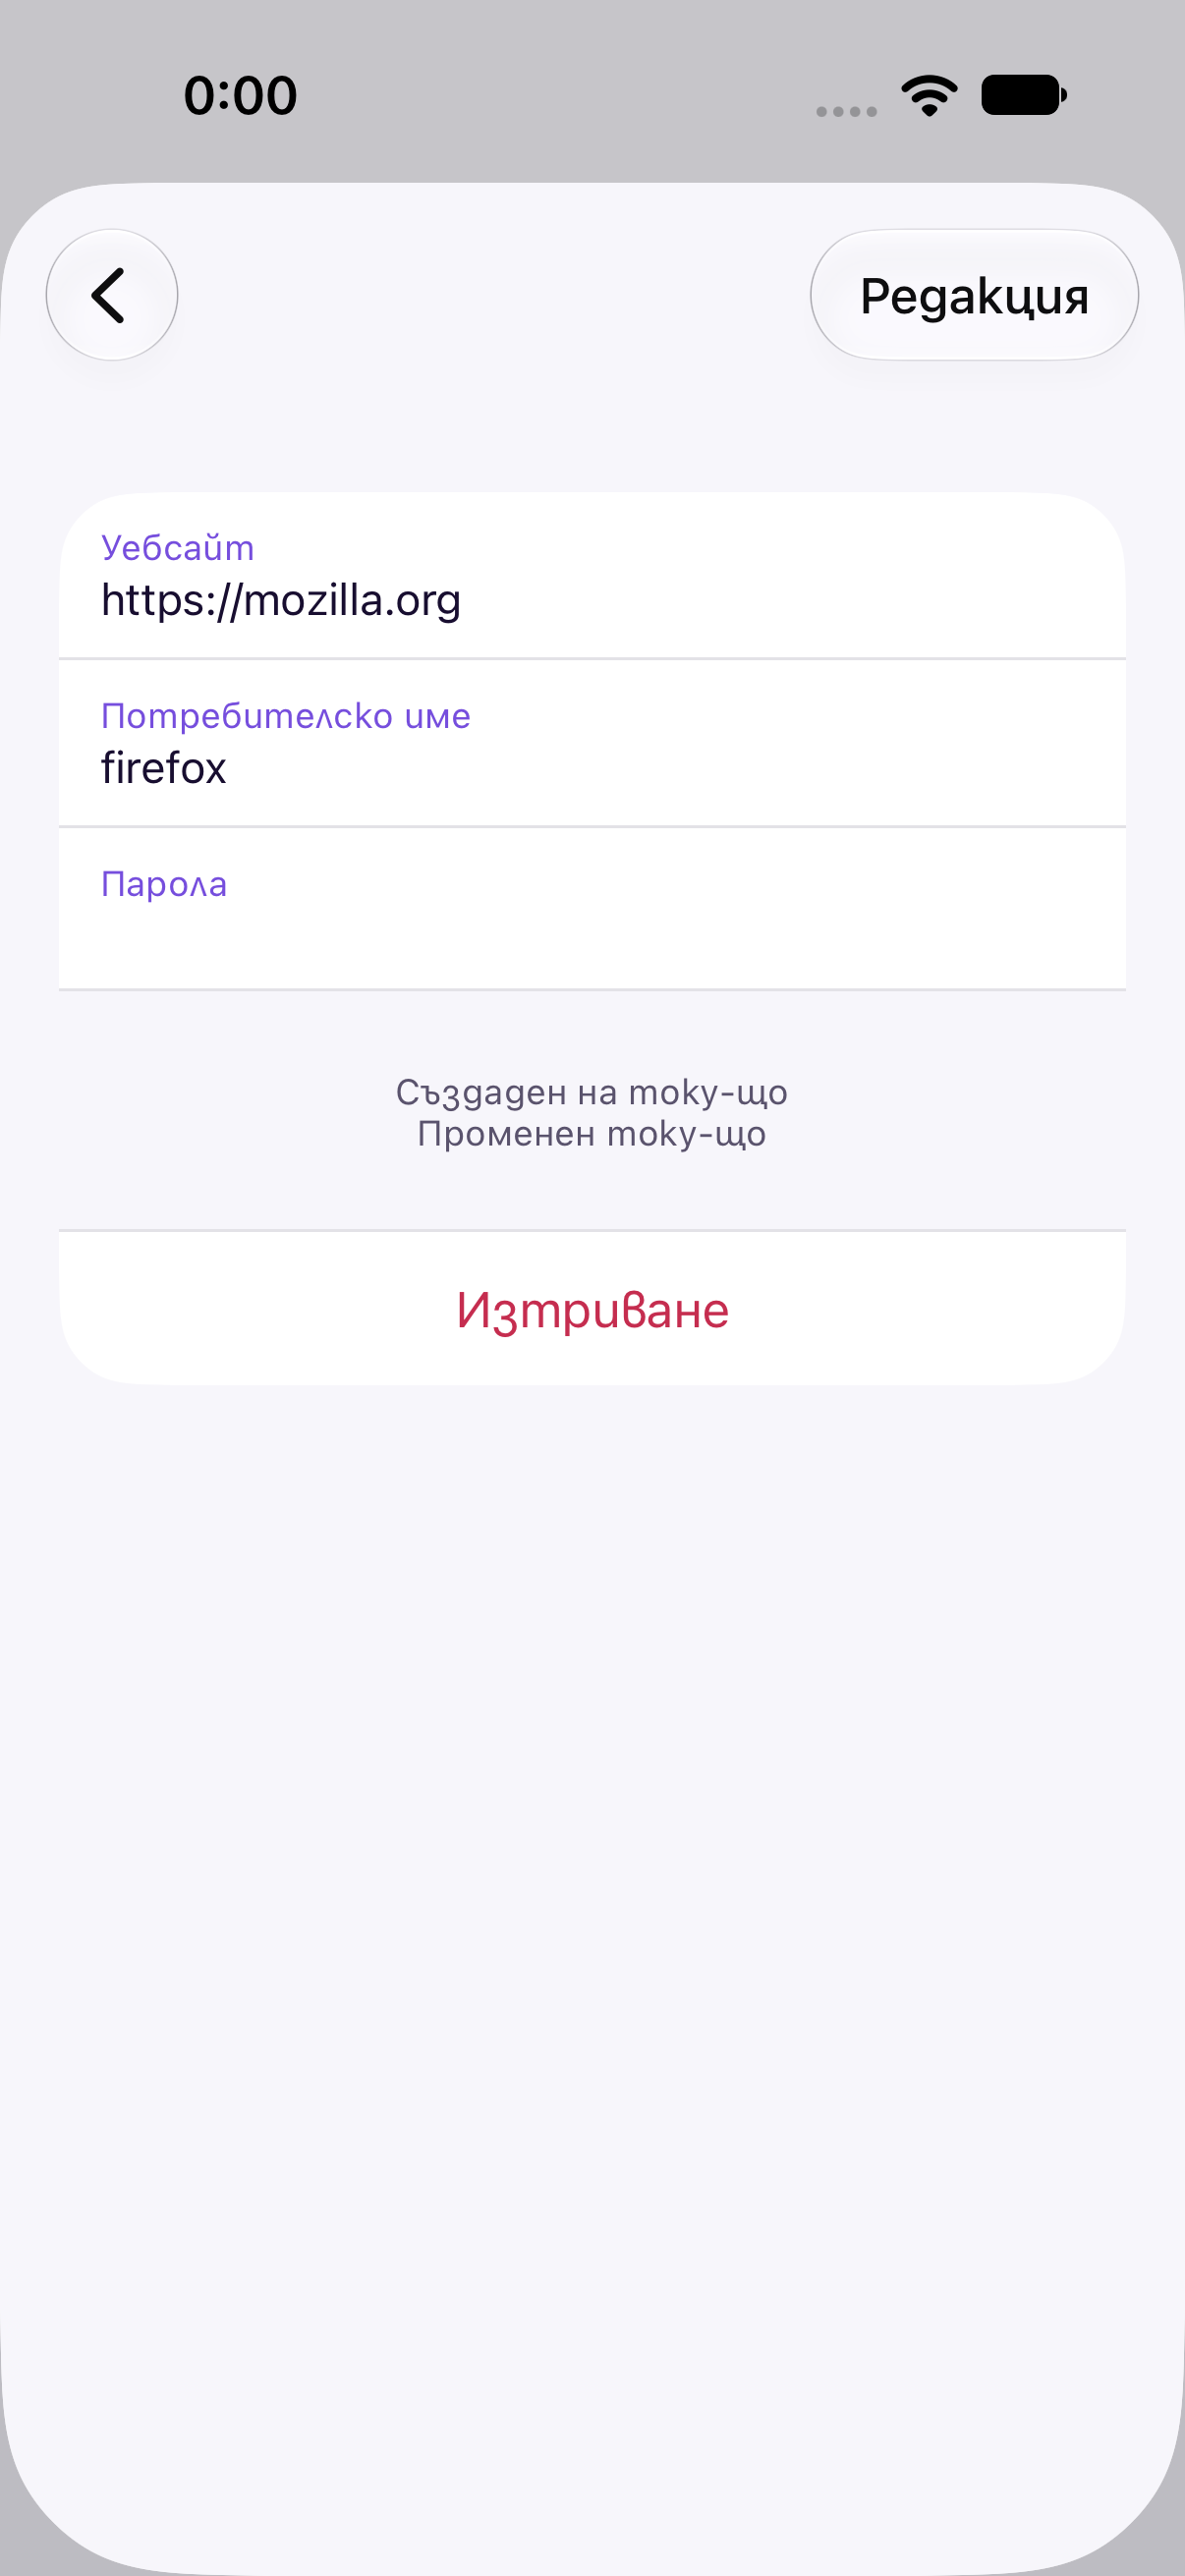 0:00
Редакция
Уебсайт
https://mozilla.org
Потребителско име
firefox
Парола
Създаден на току-що
Променен току-що
Изтриване